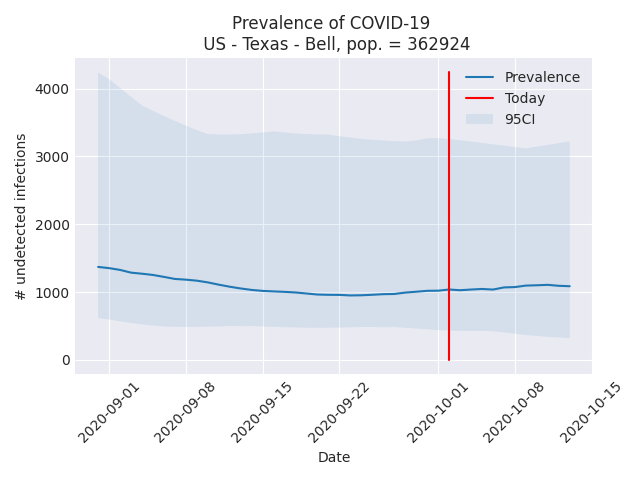 Prevalence of COVID-19
US - Texas - Bell, pop. = 362924
Prevalence
Today
95CI
# undetected infections
4000
3000
2000
1000
0
2020-09-01
2020-09-08
2020-09-15
2020-09-22
2020-10-01
2020-10-08
2020-10-15
Date